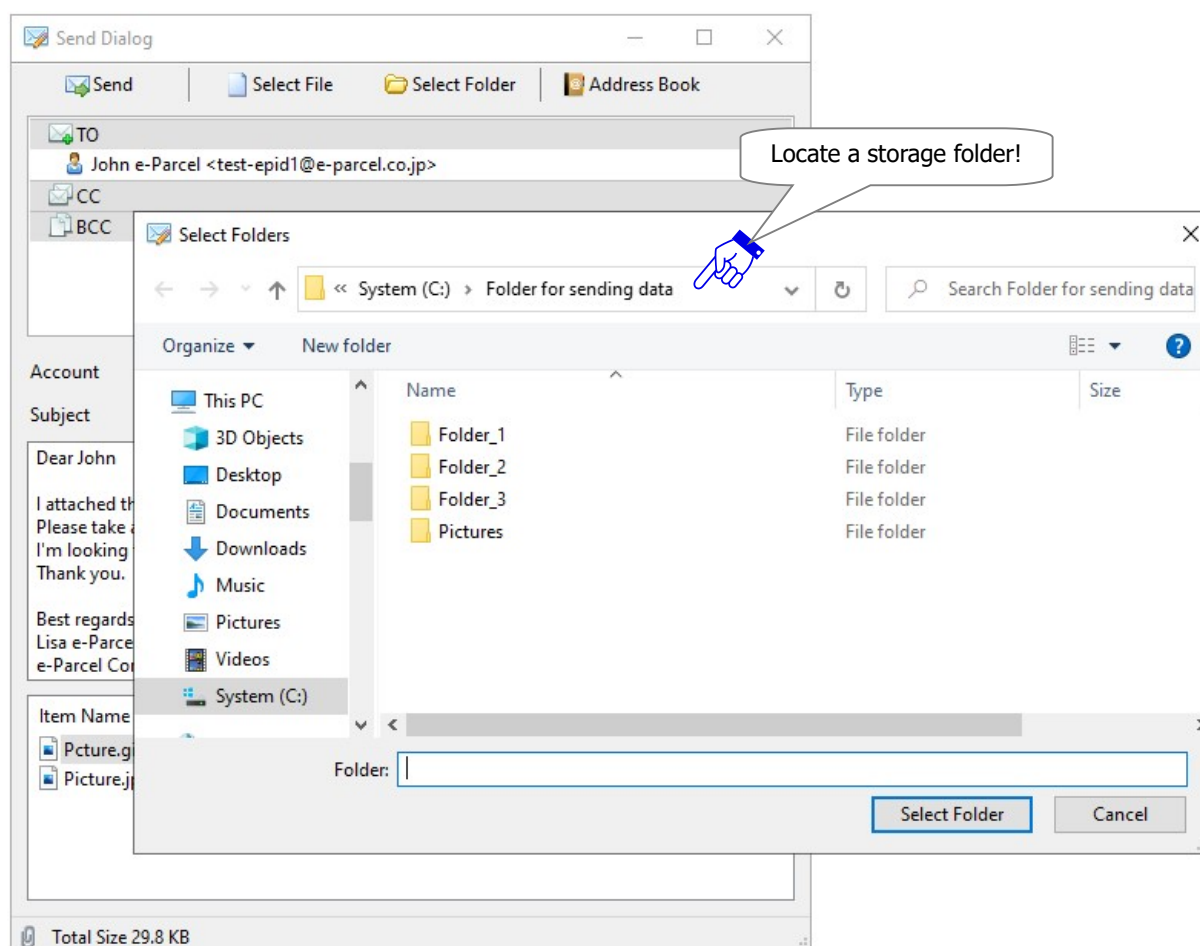 Send Dialog
Send Select File Select Folder Address Book
TO
John e-Parcel <test-epid1@e-parcel.co.jp>
CC
BCC
Locate a storage folder!
Select Folders
« System (C:) › Folder for sending data
Search Folder for sending data
Organize New folder
Account
Subject
Dear John
I attached th
Please take a
I'm looking
Thank you.
Best regards
Lisa e-Parce
e-Parcel Cor
This PC
3D Objects
Desktop
Documents
Downloads
Music
Pictures
Videos
System (C:)
Name Type Size
Folder_1 File folder
Folder_2 File folder
Folder_3 File folder
Pictures File folder
Item Name
Pcture.gi
Picture.jp
Folder:
Select Folder Cancel
Total Size 29.8 KB